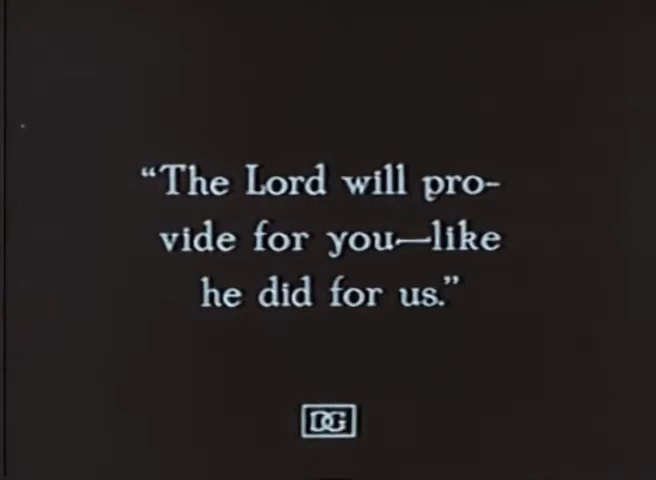 “The Lord will pro-
vide for you—like
he did for us.”
DG